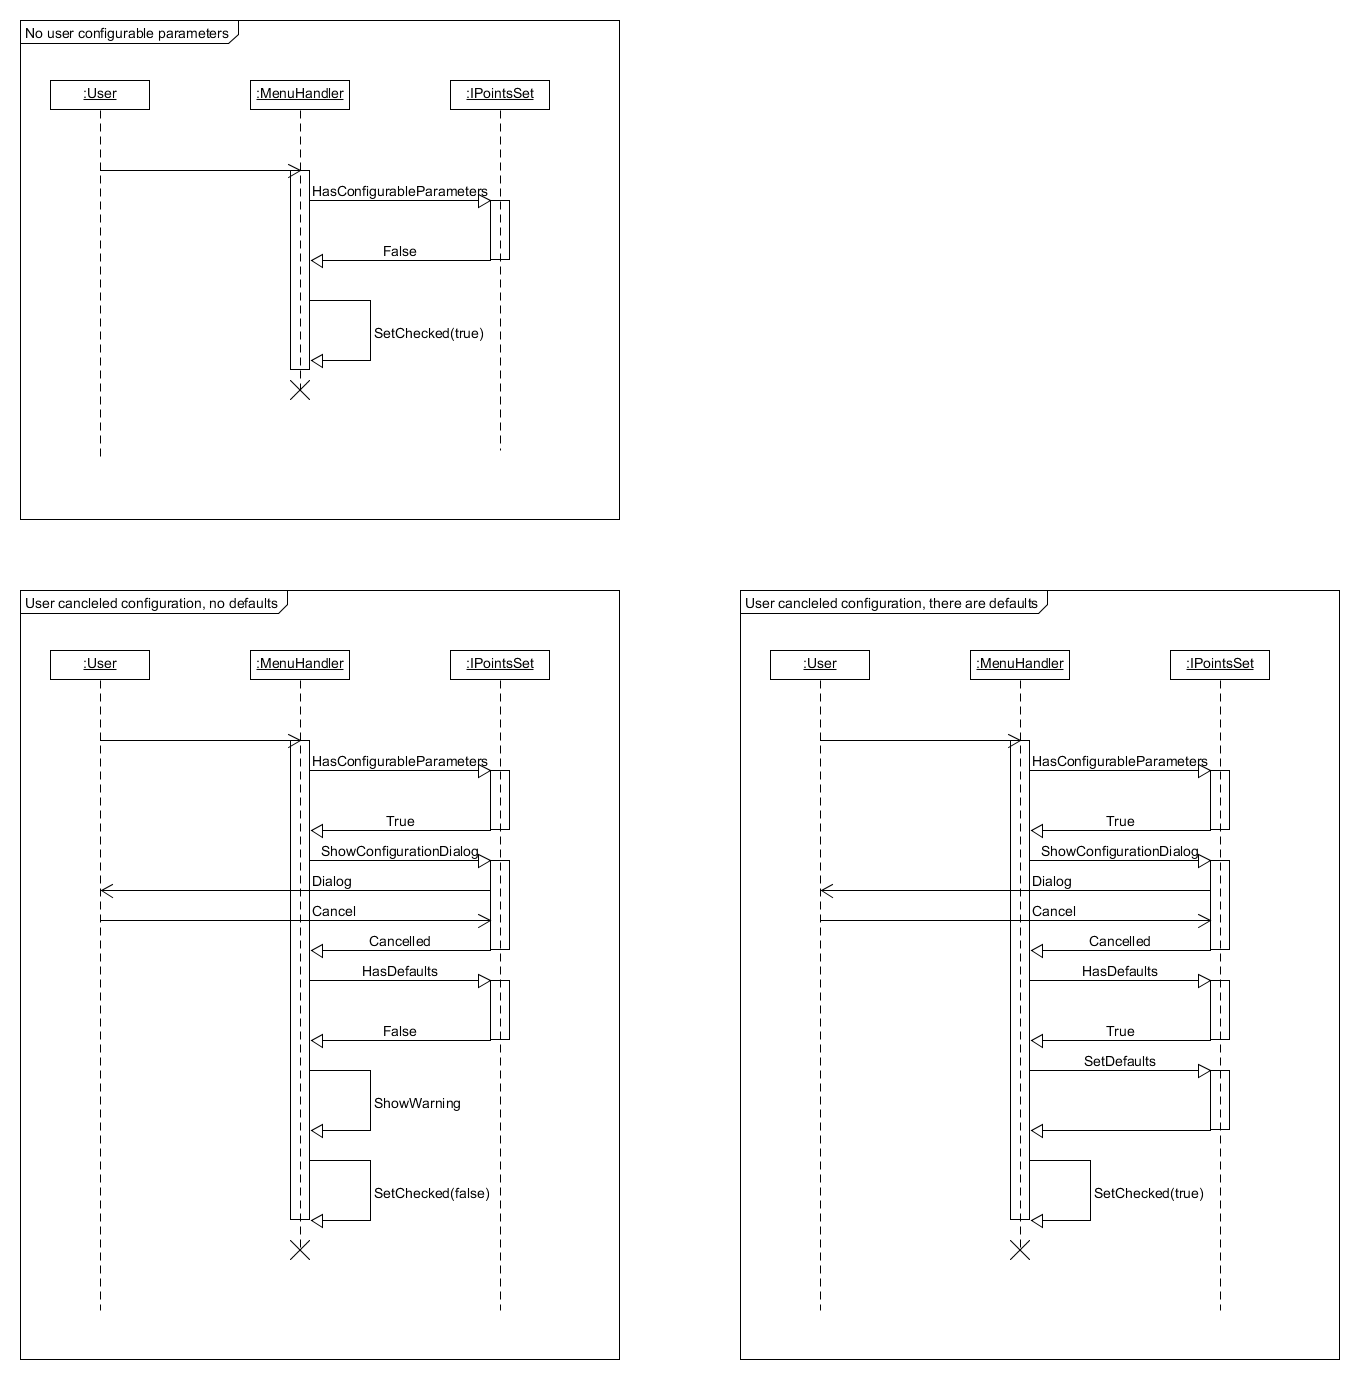 No user configurable parameters
:User
:MenuHandler
:IPointsSet
HasConfigurableParameters
False
SetChecked(true)
User cancleled configuration, no defaults
:User
:MenuHandler
:IPointsSet
HasConfigurableParameters
True
ShowConfigurationDialog
Dialog
Cancel
Cancelled
HasDefaults
False
ShowWarning
SetChecked(false)
User cancleled configuration, there are defaults
:User
:MenuHandler
:IPointsSet
HasConfigurableParameters
True
ShowConfigurationDialog
Dialog
Cancel
Cancelled
HasDefaults
True
SetDefaults
SetChecked(true)